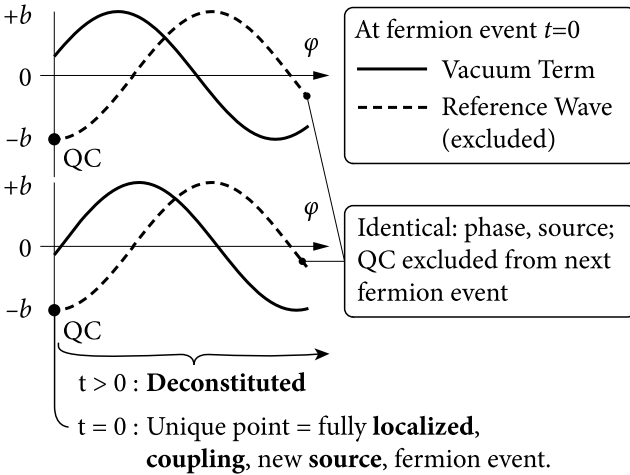 +b
0
–b
QC
φ
At fermion event t=0
Vacuum Term
Reference Wave
(excluded)
+b
0
–b
QC
φ
Identical: phase, source;
QC excluded from next
fermion event
t > 0 : Deconstituted
t = 0 : Unique point = fully localized,
coupling, new source, fermion event.